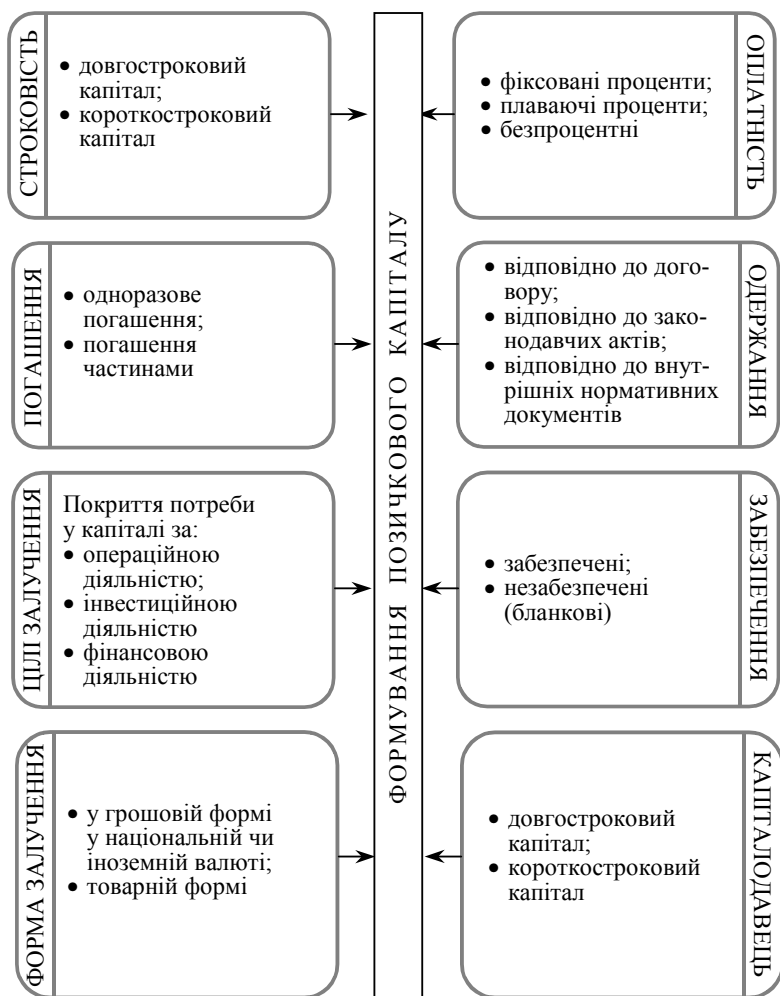 СТРОКОВІСТЬ
• довгостроковий
капітал;
• короткостроковий
капітал
ОПЛАТНІСТЬ
• фіксовані проценти;
• плаваючі проценти;
• безпроцентні
ПОГАШЕННЯ
• одноразове
погашення;
• погашення
частинами
ОДЕРЖАННЯ
• відповідно до дого-
вору;
• відповідно до зако-
нодавчих актів;
• відповідно до внут-
рішніх нормативних
документів
ФОРМУВАННЯ ПОЗИЧКОВОГО КАПІТАЛУ
ЦІЛІ ЗАЛУЧЕННЯ
Покриття потреби
у капіталі за:
• операційною
діяльністю;
• інвестиційною
діяльністю
• фінансовою
діяльністю
ЗАБЕЗПЕЧЕННЯ
• забезпечені;
• незабезпечені
(бланкові)
ФОРМА ЗАЛУЧЕННЯ
• у грошовій формі
у національній чи
іноземній валюті;
• товарній формі
КАПІТАЛОДАВЕЦЬ
• довгостроковий
капітал;
• короткостроковий
капітал